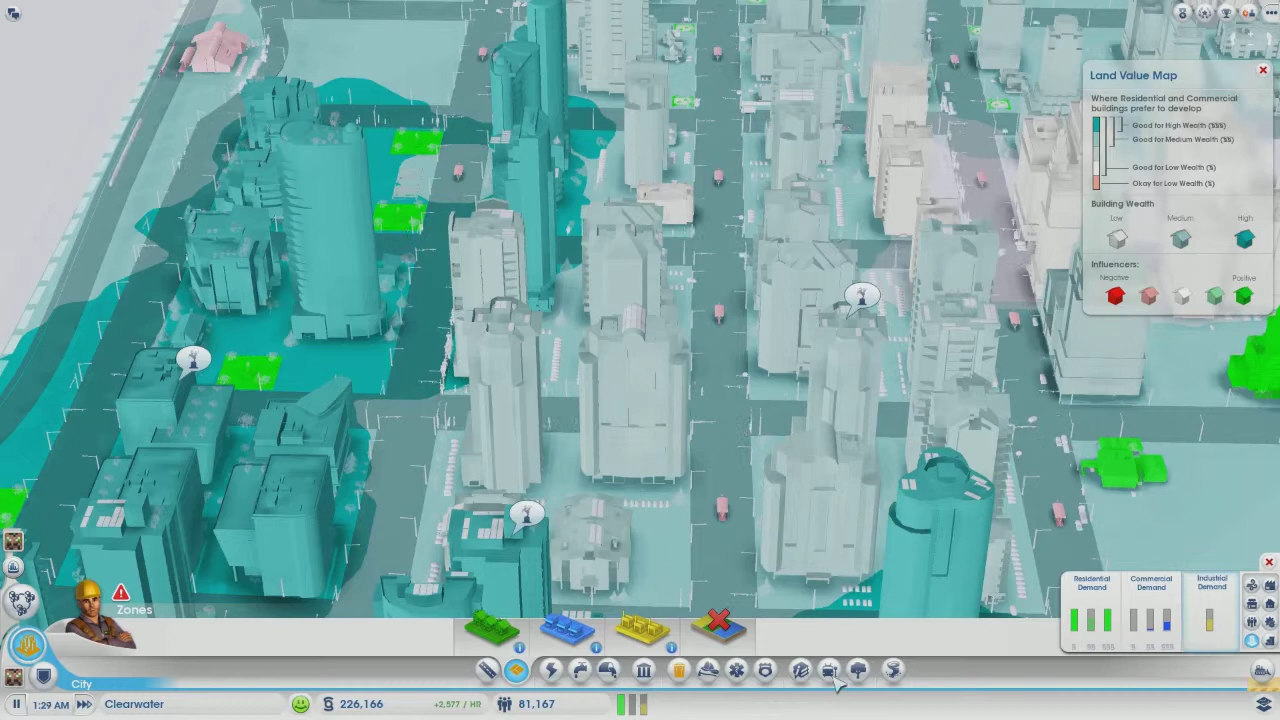 Land Value Map
Where Residential and Commercial
buildings prefer to develop
Good for High Wealth ($$$)
Good for Medium Wealth ($$)
Good for Low Wealth ($)
Okay for Low Wealth ($)
Building Wealth
Low Medium High
Influencers:
Negative Positive
Zones
Residential
Demand
Commercial
Demand
Industrial
Demand
$ $$ $$$ $ $$ $$$
City
1:29 AM Clearwater 226,166 +2,577 / HR 81,167